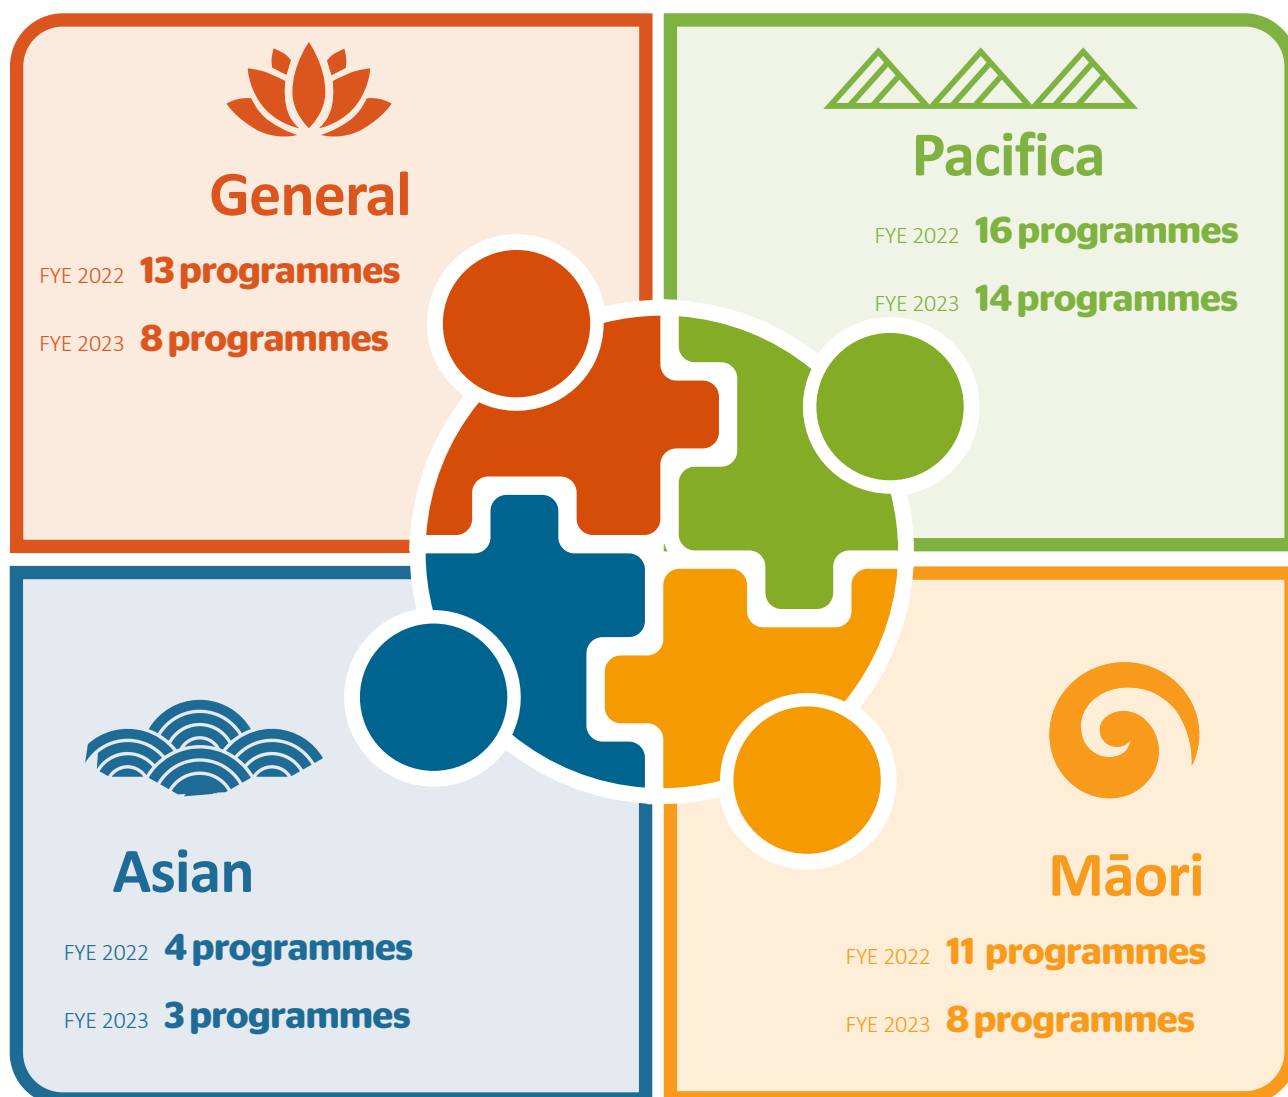 General
FYE 2022 13 programmes
FYE 2023 8 programmes
Pacifica
FYE 2022 16 programmes
FYE 2023 14 programmes
Asian
FYE 2022 4 programmes
FYE 2023 3 programmes
Māori
FYE 2022 11 programmes
FYE 2023 8 programmes